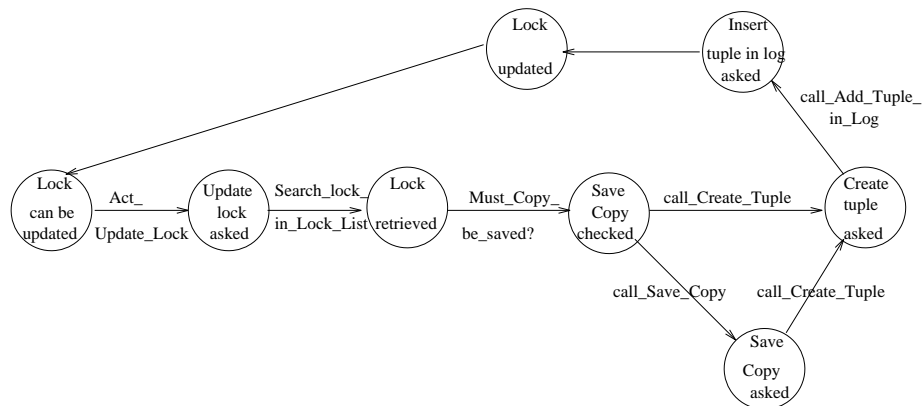 Lock
updated
Insert
tuple in log
asked
call_Add_Tuple_
in_Log
Lock
can be
updated
Act_
Update_Lock
Update
lock
asked
Search_lock_
in_Lock_List
Lock
retrieved
Must_Copy_
be_saved?
Save
Copy
checked
call_Create_Tuple
Create
tuple
asked
call_Save_Copy
call_Create_Tuple
Save
Copy
asked